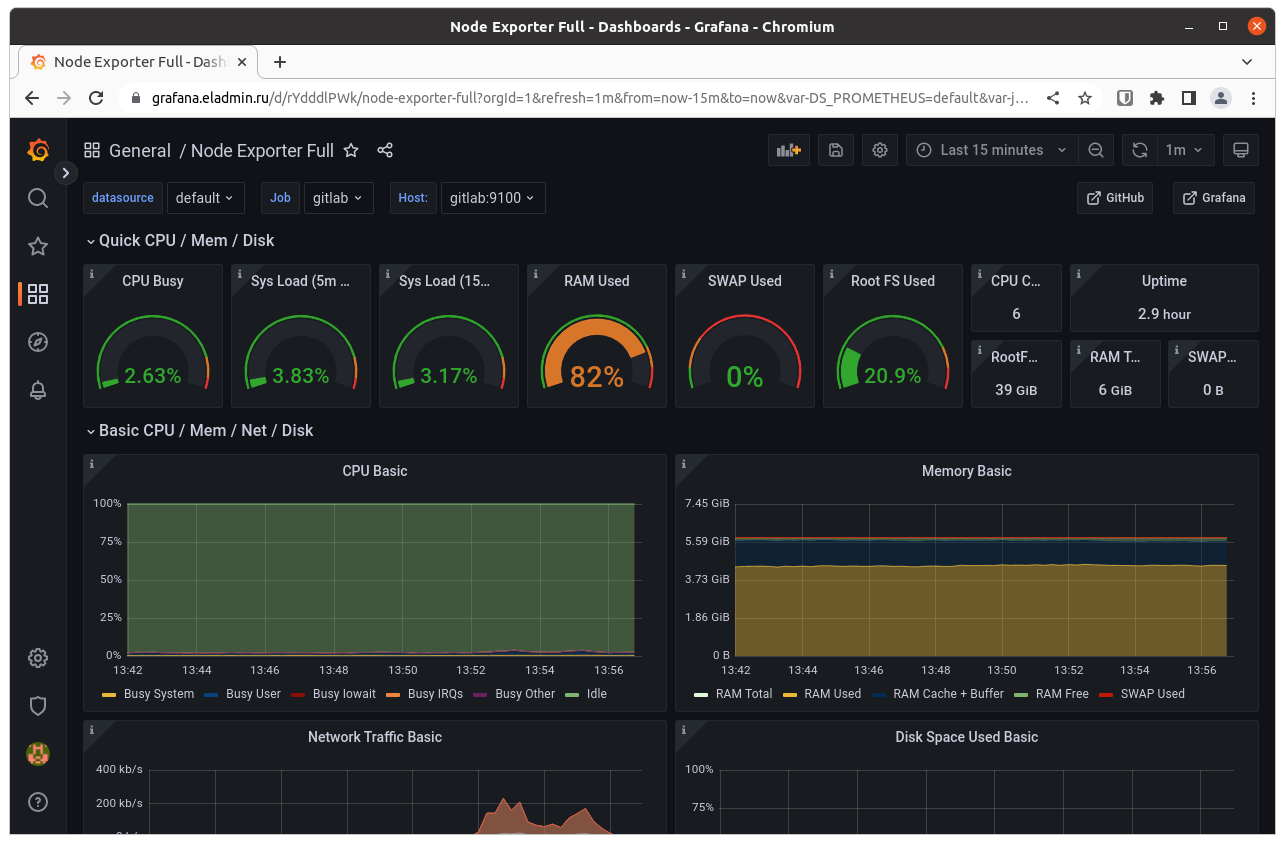 Node Exporter Full - Dashboards - Grafana - Chromium
Node Exporter Full - Dash
grafana.eladmin.ru/d/rYdddlPWk/node-exporter-full?orgId=1&refresh=1m&from=now-15m&to=now&var-DS_PROMETHEUS=default&var-j…
General / Node Exporter Full
Last 15 minutes
1m
datasource default Job gitlab Host: gitlab:9100
GitHub Grafana
Quick CPU / Mem / Disk
CPU Busy
2.63%
Sys Load (5m ...
3.83%
Sys Load (15...
3.17%
RAM Used
82%
SWAP Used
0%
Root FS Used
20.9%
CPU C...
6
Uptime
2.9 hour
RootF...
39 GiB
RAM T...
6 GiB
SWAP...
0 B
Basic CPU / Mem / Net / Disk
CPU Basic
100%
75%
50%
25%
0%
13:42 13:44 13:46 13:48 13:50 13:52 13:54 13:56
Busy System Busy User Busy Iowait Busy IRQs Busy Other Idle
Memory Basic
7.45 GiB
5.59 GiB
3.73 GiB
1.86 GiB
0 B
13:42 13:44 13:46 13:48 13:50 13:52 13:54 13:56
RAM Total RAM Used RAM Cache + Buffer RAM Free SWAP Used
Network Traffic Basic
400 kb/s
200 kb/s
Disk Space Used Basic
100%
75%